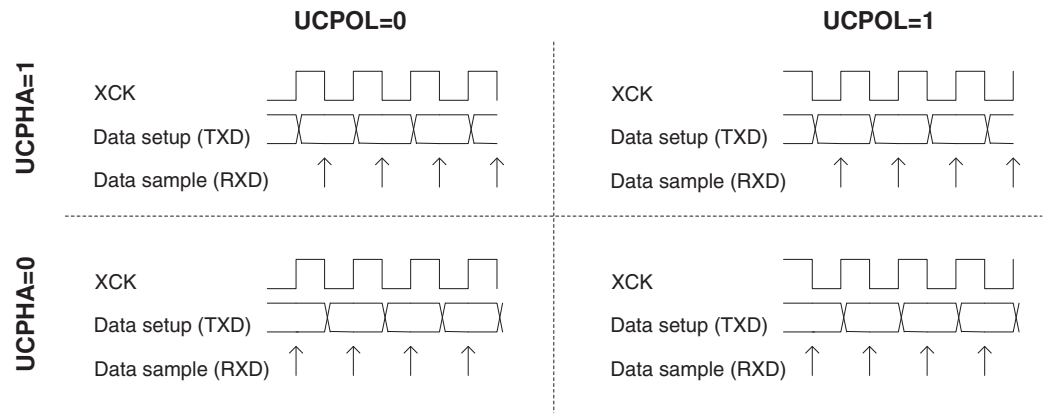 UCPOL=0
UCPOL=1
UCPHA=1
XCK
Data setup (TXD)
Data sample (RXD)
XCK
Data setup (TXD)
Data sample (RXD)
UCPHA=0
XCK
Data setup (TXD)
Data sample (RXD)
XCK
Data setup (TXD)
Data sample (RXD)